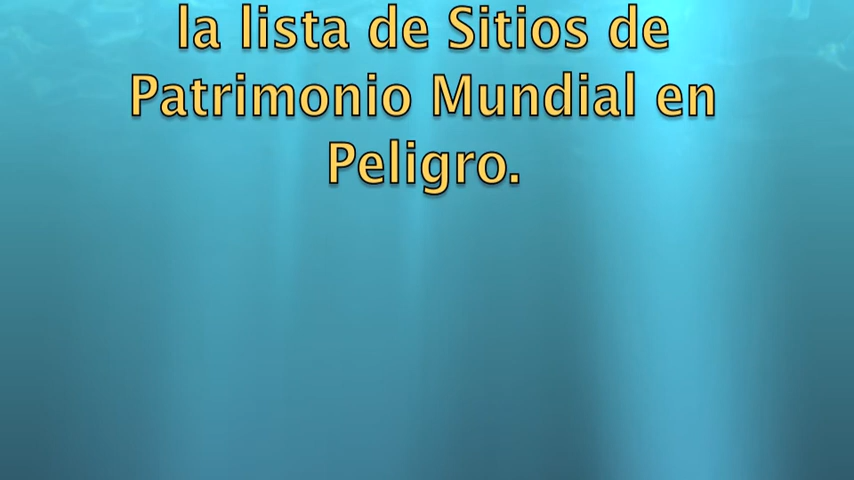 la lista de Sitios de
Patrimonio Mundial en
Peligro.